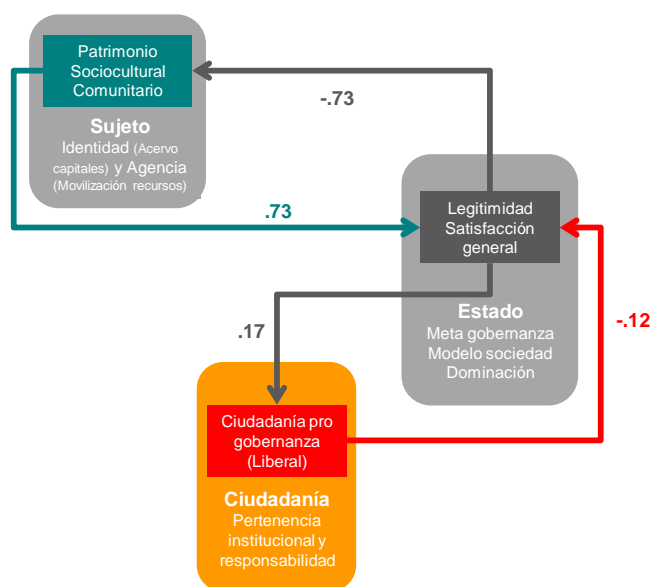 Patrimonio
Sociocultural
Comunitario
Sujeto
Identidad (Acervo
capitales) y Agencia
(Movilización recursos)
-.73
.73
Legitimidad
Satisfacción
general
Estado
Meta gobernanza
Modelo sociedad
Dominación
-.12
.17
Ciudadanía pro
gobernanza
(Liberal)
Ciudadanía
Pertenencia
institucional y
responsabilidad